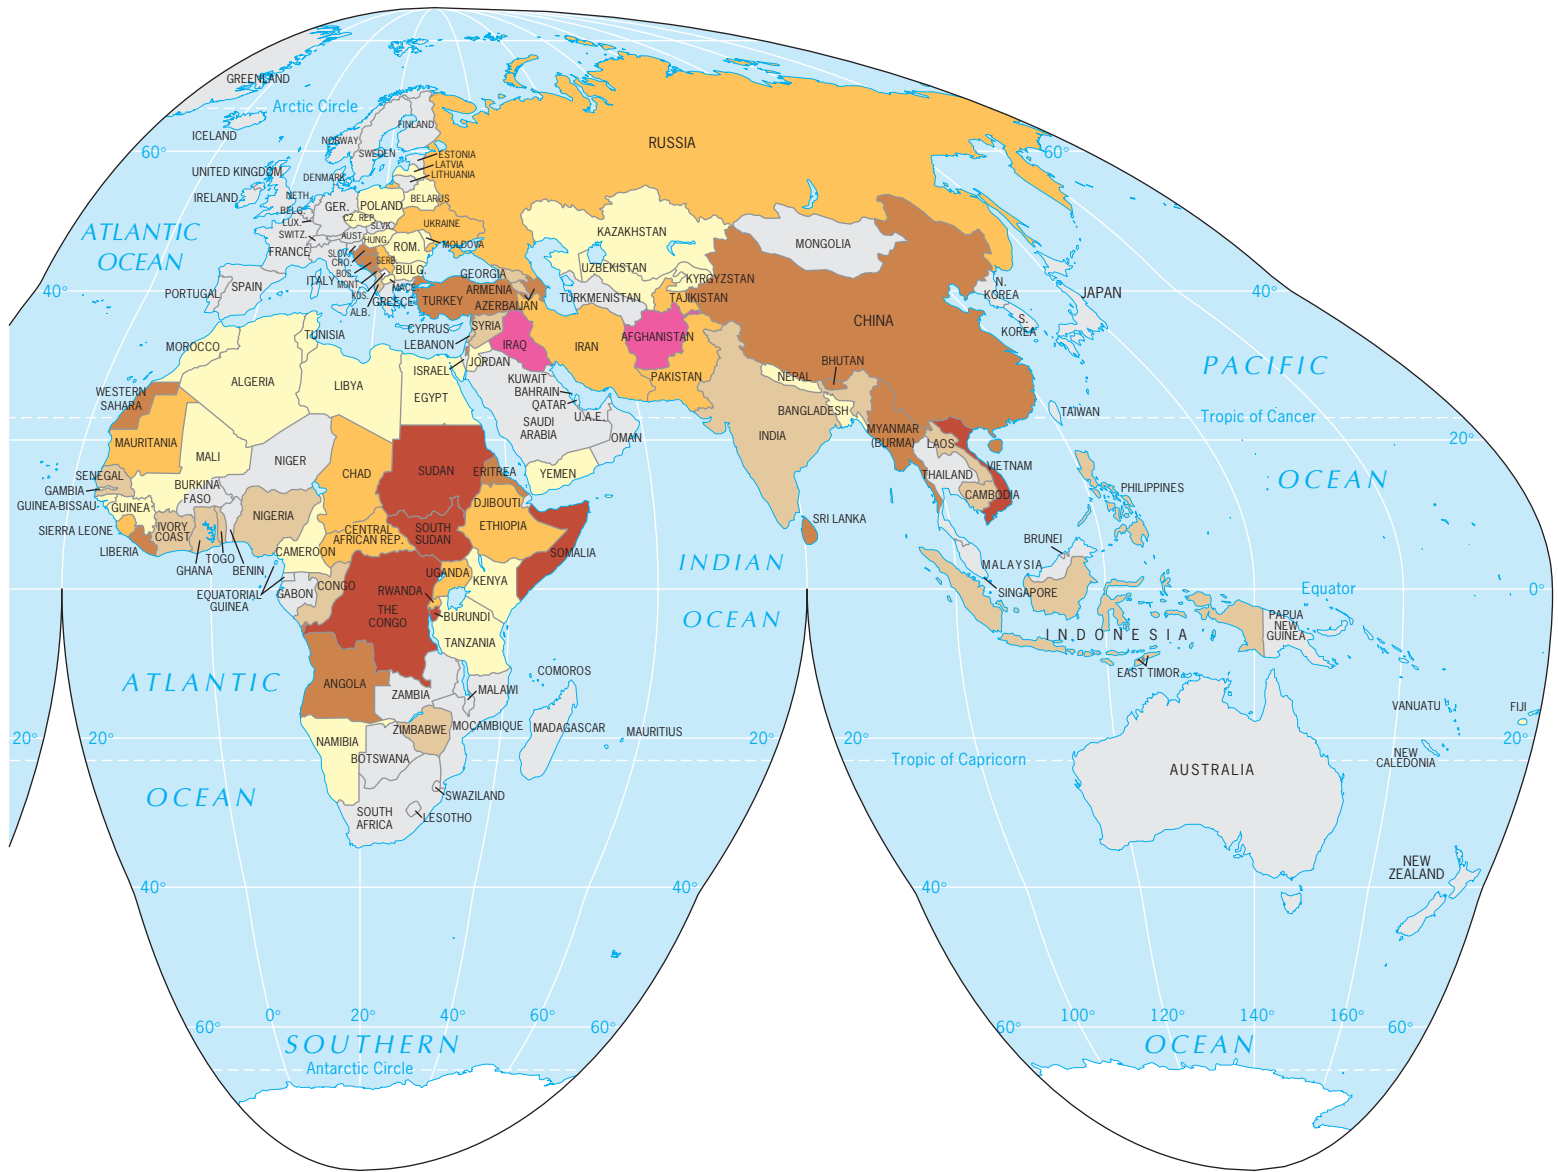 GREENLAND
Arctic Circle
ICELAND
NORWAY
FINLAND
SWEDEN
RUSSIA
60°
60°
ESTONIA
LATVIA
LITHUANIA
UNITED KINGDOM
DENMARK
IRELAND
NETH.
BELG.
GER.
POLAND
BELARUS
LUX.
CZ. REP.
SLVK.
UKRAINE
SWITZ.
AUST.
HUNG.
FRANCE
SLOV.
CRO.
ROM.
MOLDOVA
BOS.
SERB.
BULG.
ITALY
MONT.
KOS.
MACE.
ALB.
GREECE
PORTUGAL
SPAIN
ATLANTIC
OCEAN
40°
KAZAKHSTAN
MONGOLIA
UZBEKISTAN
KYRGYZSTAN
GEORGIA
ARMENIA
AZERBAIJAN
TURKMENISTAN
TAJIKISTAN
TURKEY
N.
KOREA
JAPAN
40°
S.
KOREA
CHINA
CYPRUS
SYRIA
LEBANON
IRAQ
IRAN
AFGHANISTAN
ISRAEL
JORDAN
PAKISTAN
NEPAL
BHUTAN
PACIFIC
OCEAN
TUNISIA
MOROCCO
ALGERIA
LIBYA
EGYPT
KUWAIT
BAHRAIN
QATAR
U.A.E.
SAUDI
ARABIA
OMAN
BANGLADESH
INDIA
MYANMAR
(BURMA)
LAOS
TAIWAN
Tropic of Cancer
20°
WESTERN
SAHARA
MAURITANIA
MALI
NIGER
CHAD
SUDAN
ERITREA
YEMEN
THAILAND
VIETNAM
CAMBODIA
PHILIPPINES
SENEGAL
GAMBIA
GUINEA-BISSAU
GUINEA
BURKINA
FASO
SIERRA LEONE
IVORY
COAST
LIBERIA
GHANA
TOGO
BENIN
NIGERIA
DJIBOUTI
ETHIOPIA
CENTRAL
AFRICAN REP.
SOUTH
SUDAN
SOMALIA
SRI LANKA
CAMEROON
EQUATORIAL
GUINEA
GABON
CONGO
UGANDA
KENYA
RWANDA
THE
CONGO
BURUNDI
TANZANIA
INDIAN
OCEAN
BRUNEI
MALAYSIA
SINGAPORE
INDONESIA
PAPUA
NEW
GUINEA
EAST TIMOR
Equator
0°
ATLANTIC
OCEAN
ANGOLA
ZAMBIA
MALAWI
COMOROS
ZIMBABWE
MOCAMBIQUE
MADAGASCAR
MAURITIUS
NAMIBIA
BOTSWANA
SWAZILAND
SOUTH
AFRICA
LESOTHO
VANUATU
FIJI
NEW
CALEDONIA
20°
20°
20°
20°
20°
Tropic of Capricorn
AUSTRALIA
NEW
ZEALAND
40°
40°
40°
60°
0°
20°
40°
60°
60°
60°
100°
120°
140°
160°
60°
SOUTHERN
OCEAN
Antarctic Circle